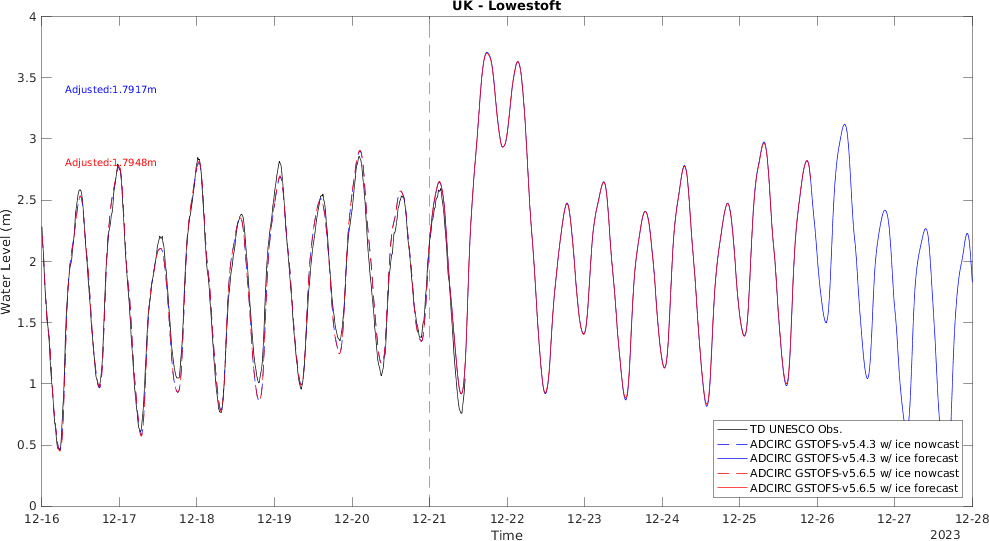 UK - Lowestoft
4
3.5
Adjusted:1.7917m
3
Adjusted:1.7948m
2.5
Water Level (m)
2
1.5
1
0.5
0
TD UNESCO Obs.
ADCIRC GSTOFS-v5.4.3 w/ ice nowcast
ADCIRC GSTOFS-v5.4.3 w/ ice forecast
ADCIRC GSTOFS-v5.6.5 w/ ice nowcast
ADCIRC GSTOFS-v5.6.5 w/ ice forecast
12-16 12-17 12-18 12-19 12-20 12-21 12-22 12-23 12-24 12-25 12-26 12-27 12-28
Time
2023